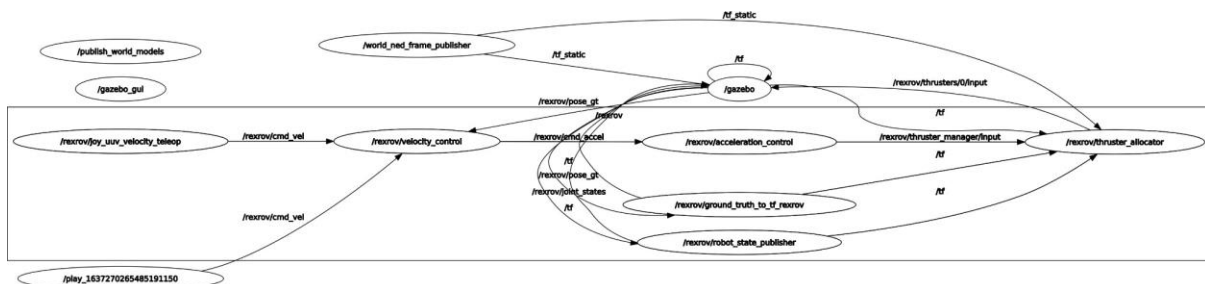 /tf_static
/publish_world_models
/world_ned_frame_publisher
/tf_static
/tf
/gazebo_gui
/gazebo
/rexrov/thrusters/0/input
/rexrov/pose_gt
/rexrov
/tf
/rexrov/joy_uuv_velocity_teleop
/rexrov/cmd_vel
/rexrov/velocity_control
/rexrov/cmd_accel
/rexrov/acceleration_control
/rexrov/thruster_manager/input
/rexrov/thruster_allocator
/tf
/tf
/rexrov/pose_gt
/rexrov/joint_states
/tf
/rexrov/ground_truth_to_tf_rexrov
/tf
/rexrov/cmd_vel
/rexrov/robot_state_publisher
/play_1637270265485191150